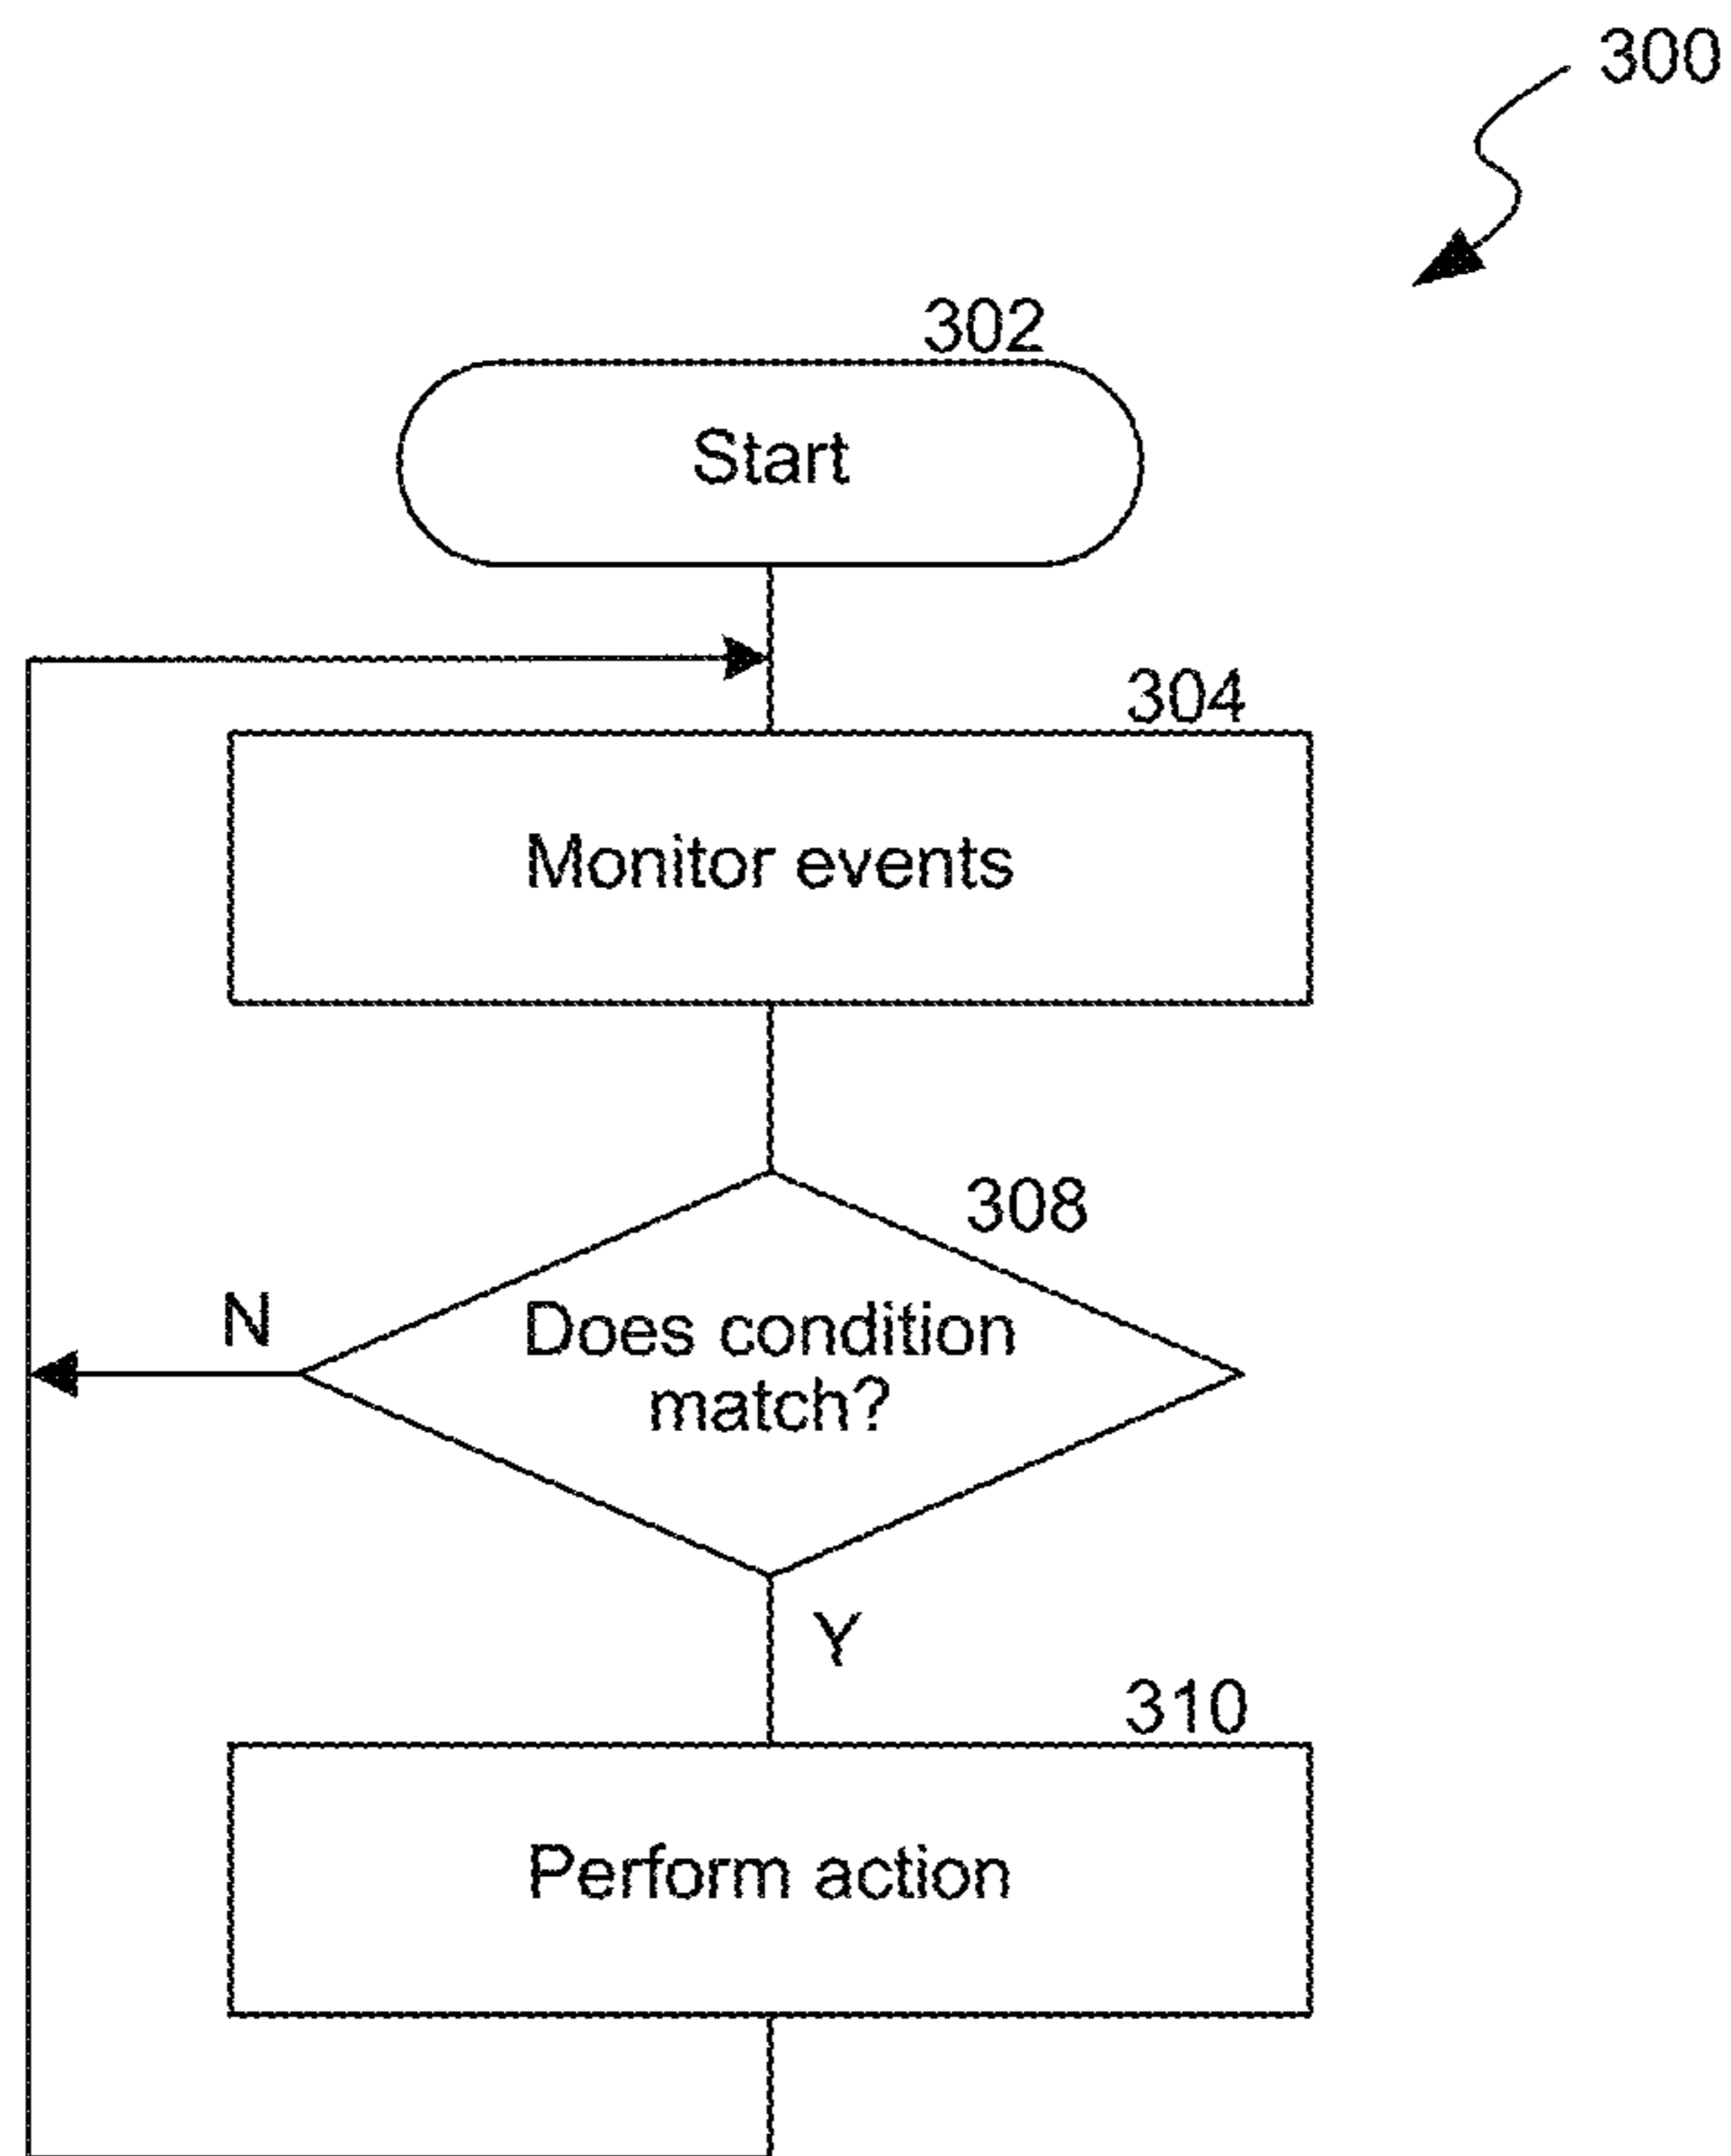 300
302
Start
304
Monitor events
308
N
Does condition
match?
Y
310
Perform action